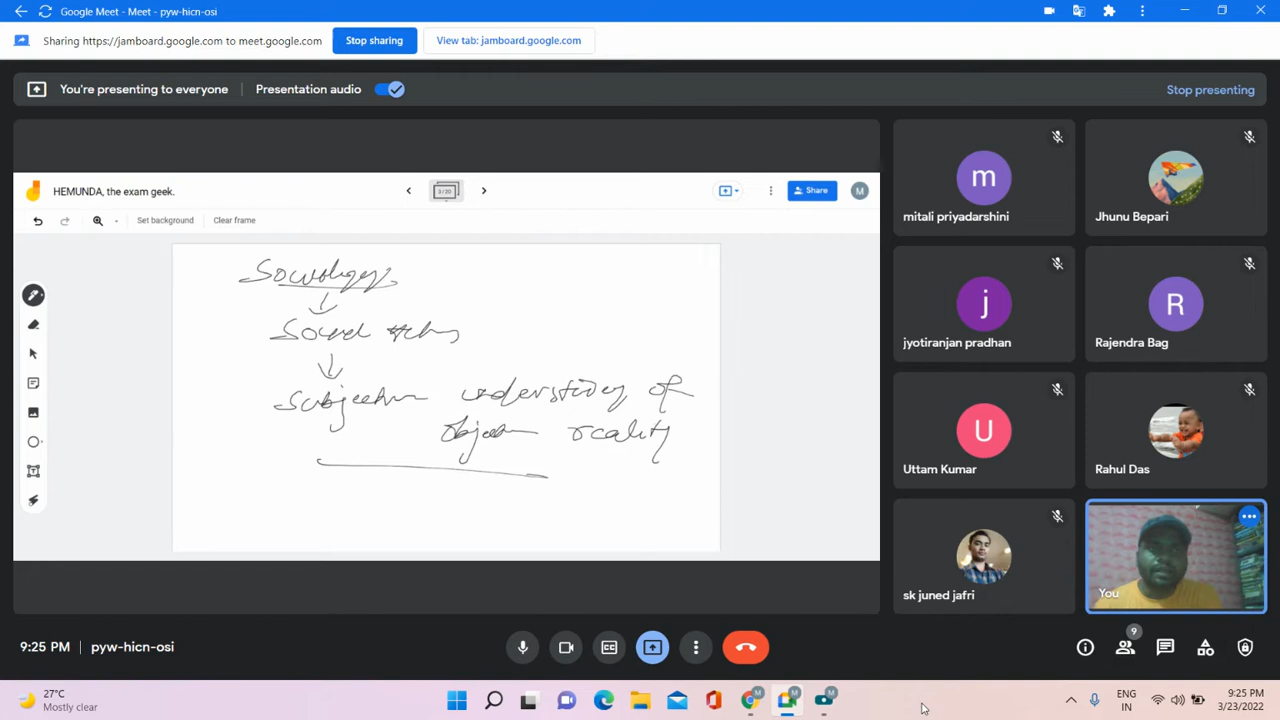 Google Meet - Meet - pyw-hicn-osi
Sharing https://jamboard.google.com to meet.google.com
Stop sharing
View tab: jamboard.google.com
You're presenting to everyone
Presentation audio
Stop presenting
HEMUNDA, the exam geek.
3/20
Share
M
Set background
Clear frame
Sociology
Social
Subjective understanding of
objective reality
m
mitali priyadarshini
Jhunu Bepari
j
jyotiranjan pradhan
R
Rajendra Bag
U
Uttam Kumar
Rahul Das
sk juned jafri
You
9:25 PM
pyw-hicn-osi
CC
9
27°C
Mostly clear
M
M
M
ENG
IN
9:25 PM
3/23/2022